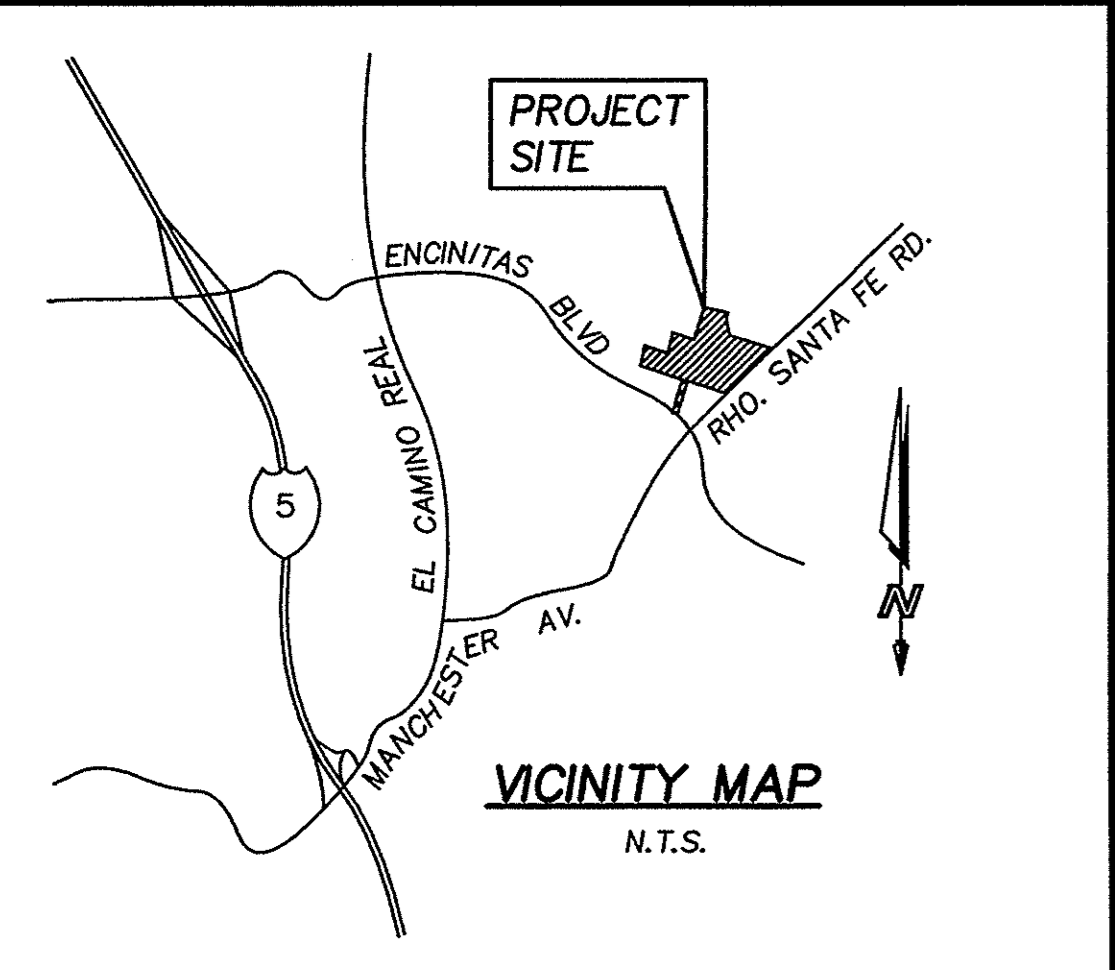 PROJECT
SITE
ENCINITAS
BLVD
RHO. SANTA FE RD.
EL CAMINO REAL
5
MANCHESTER AV.
N
VICINITY MAP
N.T.S.